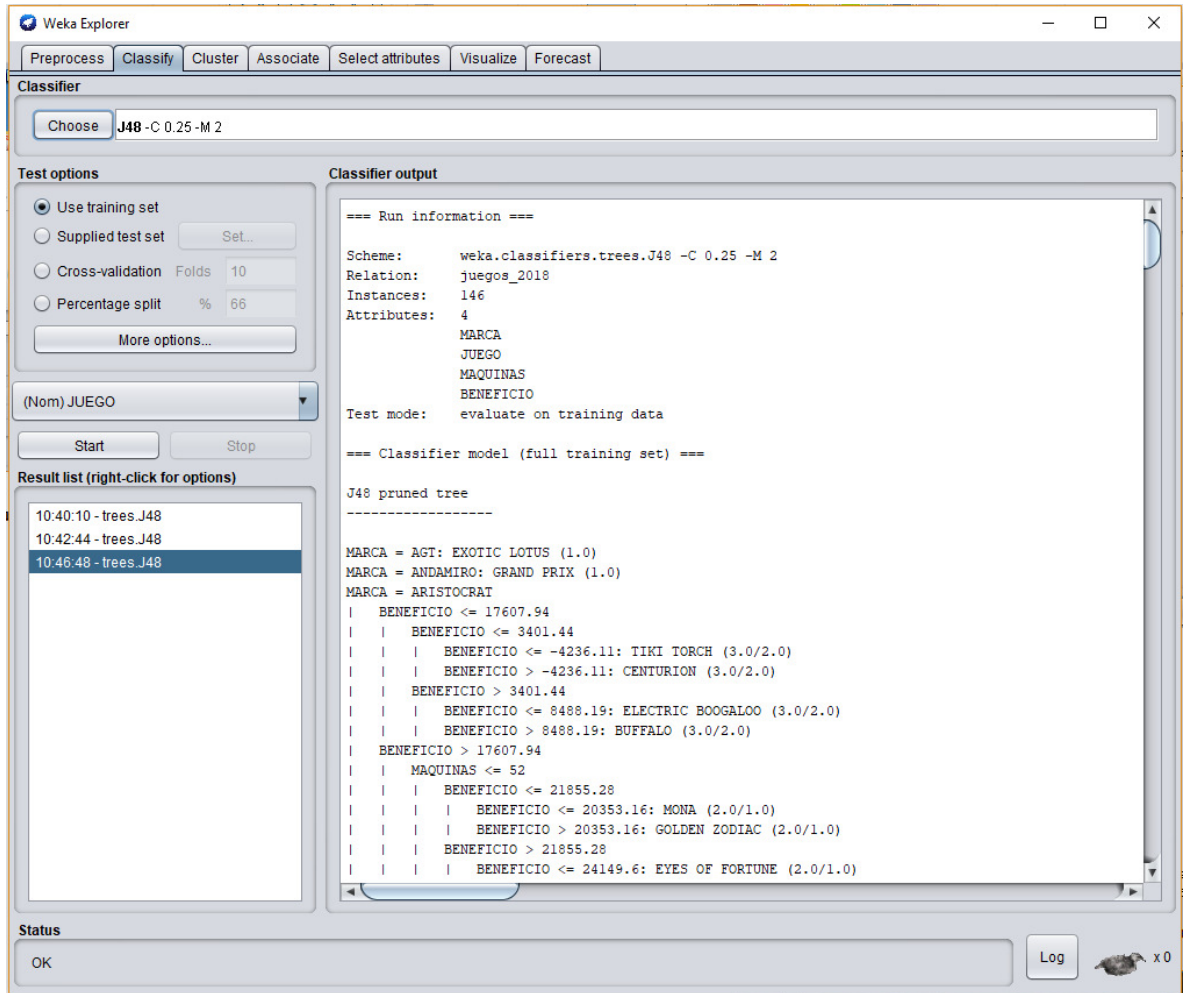 Weka Explorer
Preprocess Classify Cluster Associate Select attributes Visualize Forecast
Classifier
Choose J48 -C 0.25 -M 2
Test options
Use training set
Supplied test set Set...
Cross-validation Folds 10
Percentage split % 66
More options...
(Nom) JUEGO
Start Stop
Result list (right-click for options)
10:40:10 - trees.J48
10:42:44 - trees.J48
10:46:48 - trees.J48
Classifier output
=== Run information ===
Scheme: weka.classifiers.trees.J48 -C 0.25 -M 2
Relation: juegos_2018
Instances: 146
Attributes: 4
MARCA
JUEGO
MAQUINAS
BENEFICIO
Test mode: evaluate on training data
=== Classifier model (full training set) ===
J48 pruned tree
------------------
MARCA = AGT: EXOTIC LOTUS (1.0)
MARCA = ANDAMIRO: GRAND PRIX (1.0)
MARCA = ARISTOCRAT
| BENEFICIO <= 17607.94
| | BENEFICIO <= 3401.44
| | | BENEFICIO <= -4236.11: TIKI TORCH (3.0/2.0)
| | | BENEFICIO > -4236.11: CENTURION (3.0/2.0)
| | BENEFICIO > 3401.44
| | | BENEFICIO <= 8488.19: ELECTRIC BOOGALOO (3.0/2.0)
| | | BENEFICIO > 8488.19: BUFFALO (3.0/2.0)
| BENEFICIO > 17607.94
| | MAQUINAS <= 52
| | | BENEFICIO <= 21855.28
| | | | BENEFICIO <= 20353.16: MONA (2.0/1.0)
| | | | BENEFICIO > 20353.16: GOLDEN ZODIAC (2.0/1.0)
| | | BENEFICIO > 21855.28
| | | | BENEFICIO <= 24149.6: EYES OF FORTUNE (2.0/1.0)
Status
OK
Log x 0